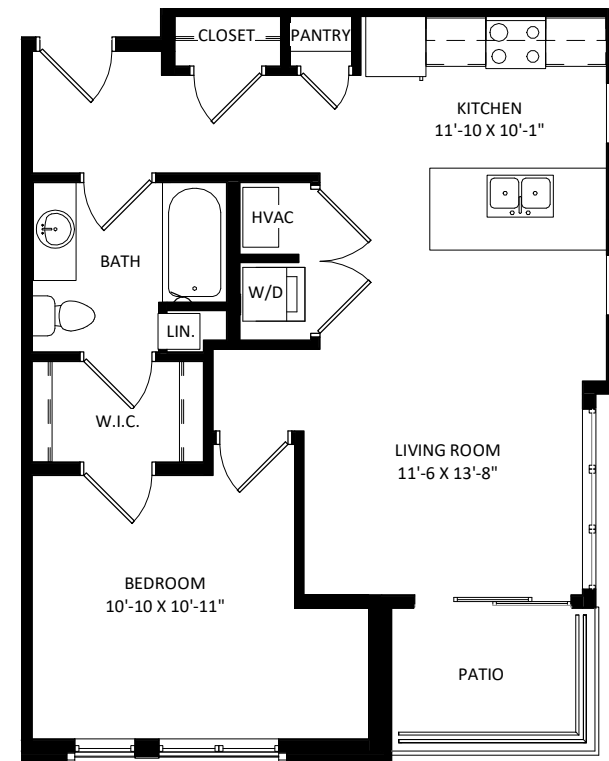 CLOSET
PANTRY
KITCHEN
11'-10 X 10'-1"
HVAC
BATH
W/D
LIN.
W.I.C.
LIVING ROOM
11'-6 X 13'-8"
BEDROOM
10'-10 X 10'-11"
PATIO